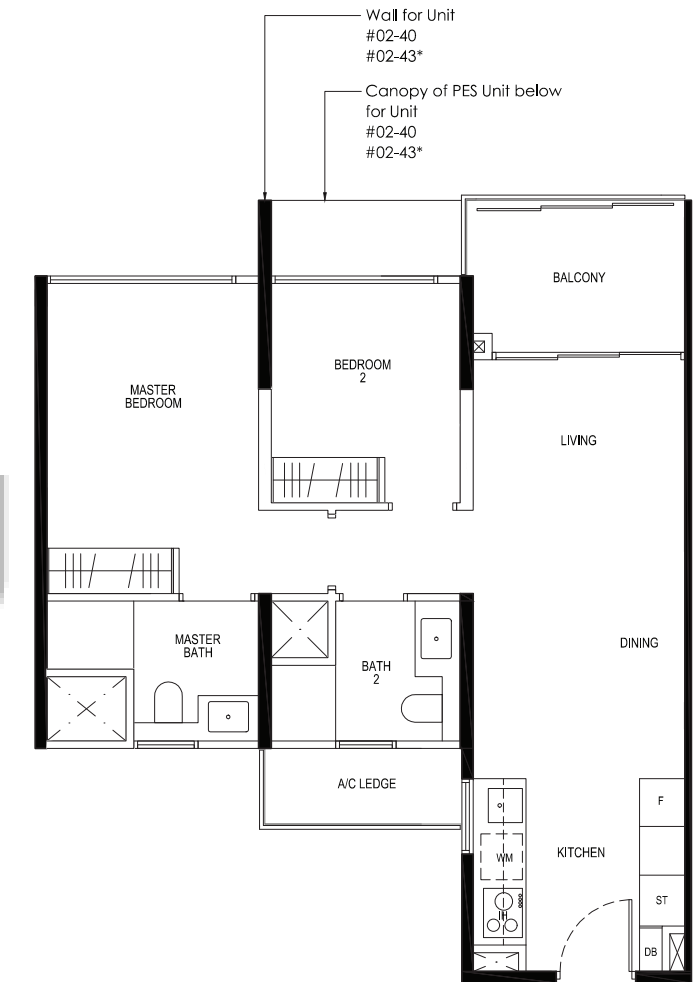 Wall for Unit
#02-40
#02-43*
Canopy of PES Unit below
for Unit
#02-40
#02-43*
BALCONY
BEDROOM
2
MASTER
BEDROOM
LIVING
DINING
MASTER
BATH
BATH
2
A/C LEDGE
F
WM
KITCHEN
ST
IH
DB